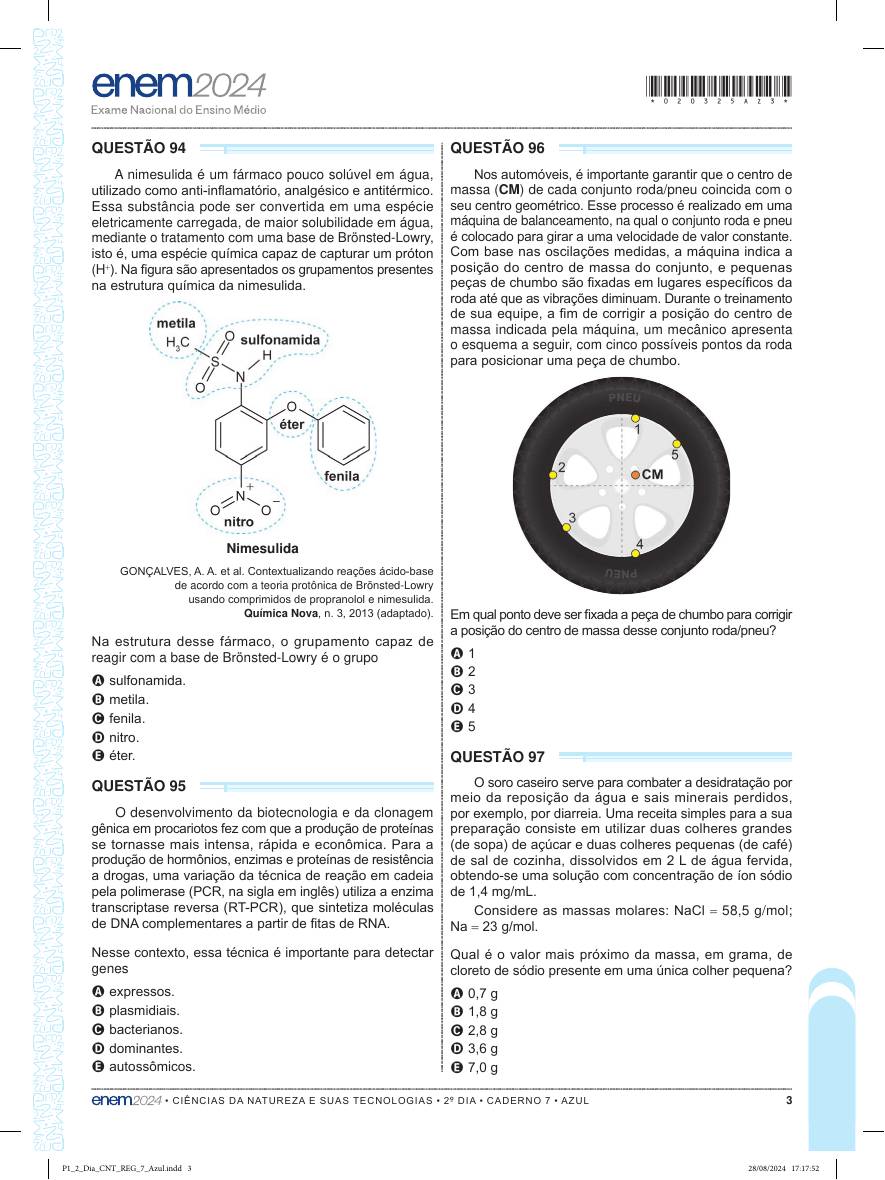 enem2024
Exame Nacional do Ensino Médio
*020325AZ3*
QUESTÃO 94
A nimesulida é um fármaco pouco solúvel em água,
utilizado como anti-inflamatório, analgésico e antitérmico.
Essa substância pode ser convertida em uma espécie
eletricamente carregada, de maior solubilidade em água,
mediante o tratamento com uma base de Brönsted-Lowry,
isto é, uma espécie química capaz de capturar um próton
(H⁺). Na figura são apresentados os grupamentos presentes
na estrutura química da nimesulida.
metila
H₃C
O
sulfonamida
H
S
N
O
O
éter
fenila
N
+
O
O
−
nitro
Nimesulida
GONÇALVES, A. A. et al. Contextualizando reações ácido-base
de acordo com a teoria protônica de Brönsted-Lowry
usando comprimidos de propranolol e nimesulida.
Química Nova, n. 3, 2013 (adaptado).
Na estrutura desse fármaco, o grupamento capaz de
reagir com a base de Brönsted-Lowry é o grupo
A sulfonamida.
B metila.
C fenila.
D nitro.
E éter.
QUESTÃO 95
O desenvolvimento da biotecnologia e da clonagem
gênica em procariotos fez com que a produção de proteínas
se tornasse mais intensa, rápida e econômica. Para a
produção de hormônios, enzimas e proteínas de resistência
a drogas, uma variação da técnica de reação em cadeia
pela polimerase (PCR, na sigla em inglês) utiliza a enzima
transcriptase reversa (RT-PCR), que sintetiza moléculas
de DNA complementares a partir de fitas de RNA.
Nesse contexto, essa técnica é importante para detectar
genes
A expressos.
B plasmidiais.
C bacterianos.
D dominantes.
E autossômicos.
QUESTÃO 96
Nos automóveis, é importante garantir que o centro de
massa (CM) de cada conjunto roda/pneu coincida com o
seu centro geométrico. Esse processo é realizado em uma
máquina de balanceamento, na qual o conjunto roda e pneu
é colocado para girar a uma velocidade de valor constante.
Com base nas oscilações medidas, a máquina indica a
posição do centro de massa do conjunto, e pequenas
peças de chumbo são fixadas em lugares específicos da
roda até que as vibrações diminuam. Durante o treinamento
de sua equipe, a fim de corrigir a posição do centro de
massa indicada pela máquina, um mecânico apresenta
o esquema a seguir, com cinco possíveis pontos da roda
para posicionar uma peça de chumbo.
PNEU
1
5
2
CM
3
4
PNEU
Em qual ponto deve ser fixada a peça de chumbo para corrigir
a posição do centro de massa desse conjunto roda/pneu?
A 1
B 2
C 3
D 4
E 5
QUESTÃO 97
O soro caseiro serve para combater a desidratação por
meio da reposição da água e sais minerais perdidos,
por exemplo, por diarreia. Uma receita simples para a sua
preparação consiste em utilizar duas colheres grandes
(de sopa) de açúcar e duas colheres pequenas (de café)
de sal de cozinha, dissolvidos em 2 L de água fervida,
obtendo-se uma solução com concentração de íon sódio
de 1,4 mg/mL.
Considere as massas molares: NaCl = 58,5 g/mol;
Na = 23 g/mol.
Qual é o valor mais próximo da massa, em grama, de
cloreto de sódio presente em uma única colher pequena?
A 0,7 g
B 1,8 g
C 2,8 g
D 3,6 g
E 7,0 g
enem2024 • CIÊNCIAS DA NATUREZA E SUAS TECNOLOGIAS • 2º DIA • CADERNO 7 • AZUL
3
P1_2_Dia_CNT_REG_7_Azul.indd 3
28/08/2024 17:17:52